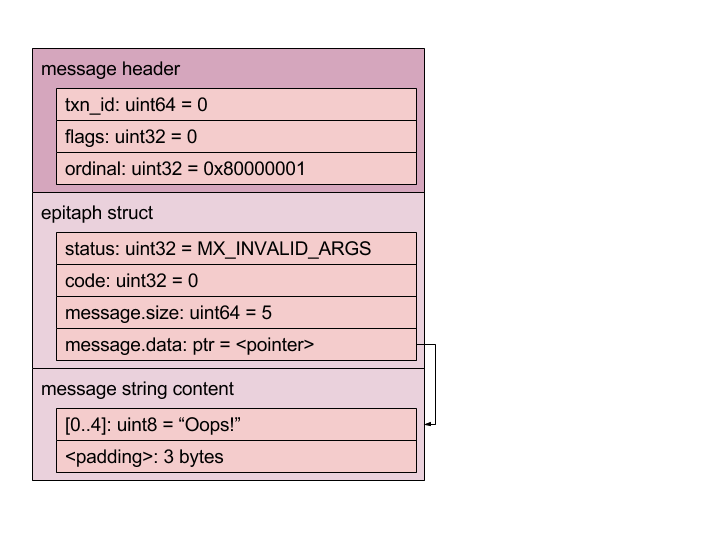 message header
txn_id: uint64 = 0
flags: uint32 = 0
ordinal: uint32 = 0x80000001
epitaph struct
status: uint32 = MX_INVALID_ARGS
code: uint32 = 0
message.size: uint64 = 5
message.data: ptr = <pointer>
message string content
[0..4]: uint8 = “Oops!”
<padding>: 3 bytes